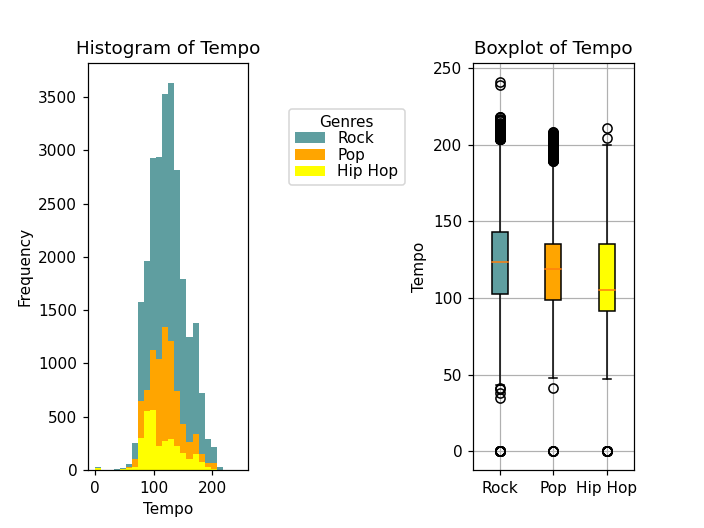 Histogram of Tempo
3500
3000
2500
2000
1500
1000
500
0
Frequency
0 100 200
Tempo
Genres
Rock
Pop
Hip Hop
Boxplot of Tempo
250
200
150
100
50
0
Tempo
Rock Pop Hip Hop